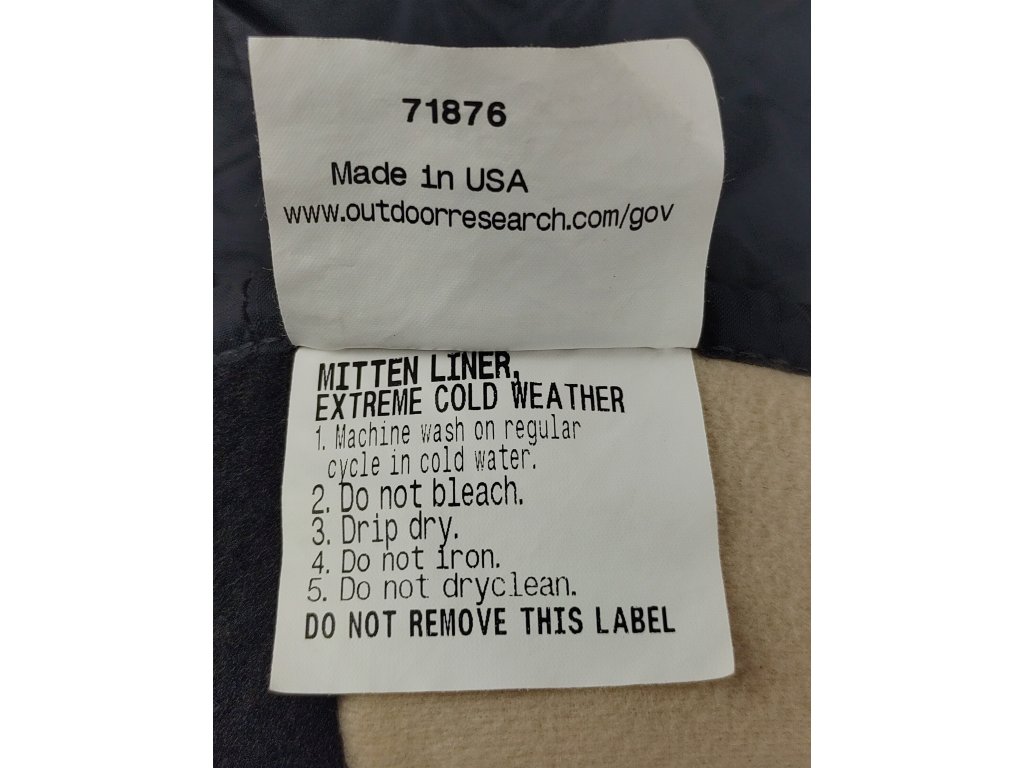 71876
Made in USA
www.outdoorresearch.com/gov
MITTEN LINER,
EXTREME COLD WEATHER
1. Machine wash on regular
cycle in cold water.
2. Do not bleach.
3. Drip dry.
4. Do not iron.
5. Do not dryclean.
DO NOT REMOVE THIS LABEL